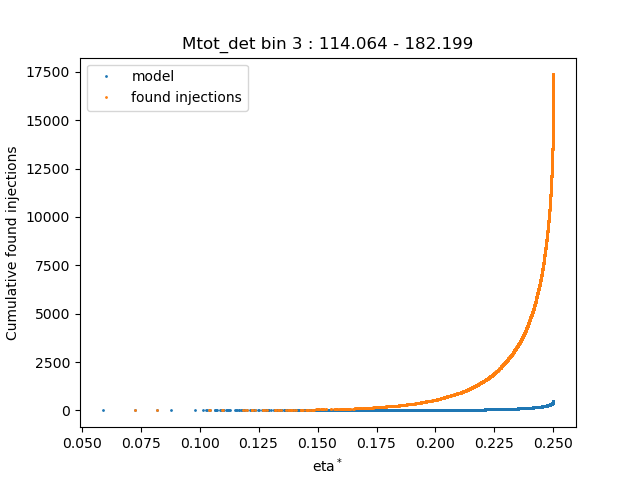 Mtot_det bin 3 : 114.064 - 182.199
model
found injections
Cumulative found injections
17500
15000
12500
10000
7500
5000
2500
0
0.050 0.075 0.100 0.125 0.150 0.175 0.200 0.225 0.250
eta*